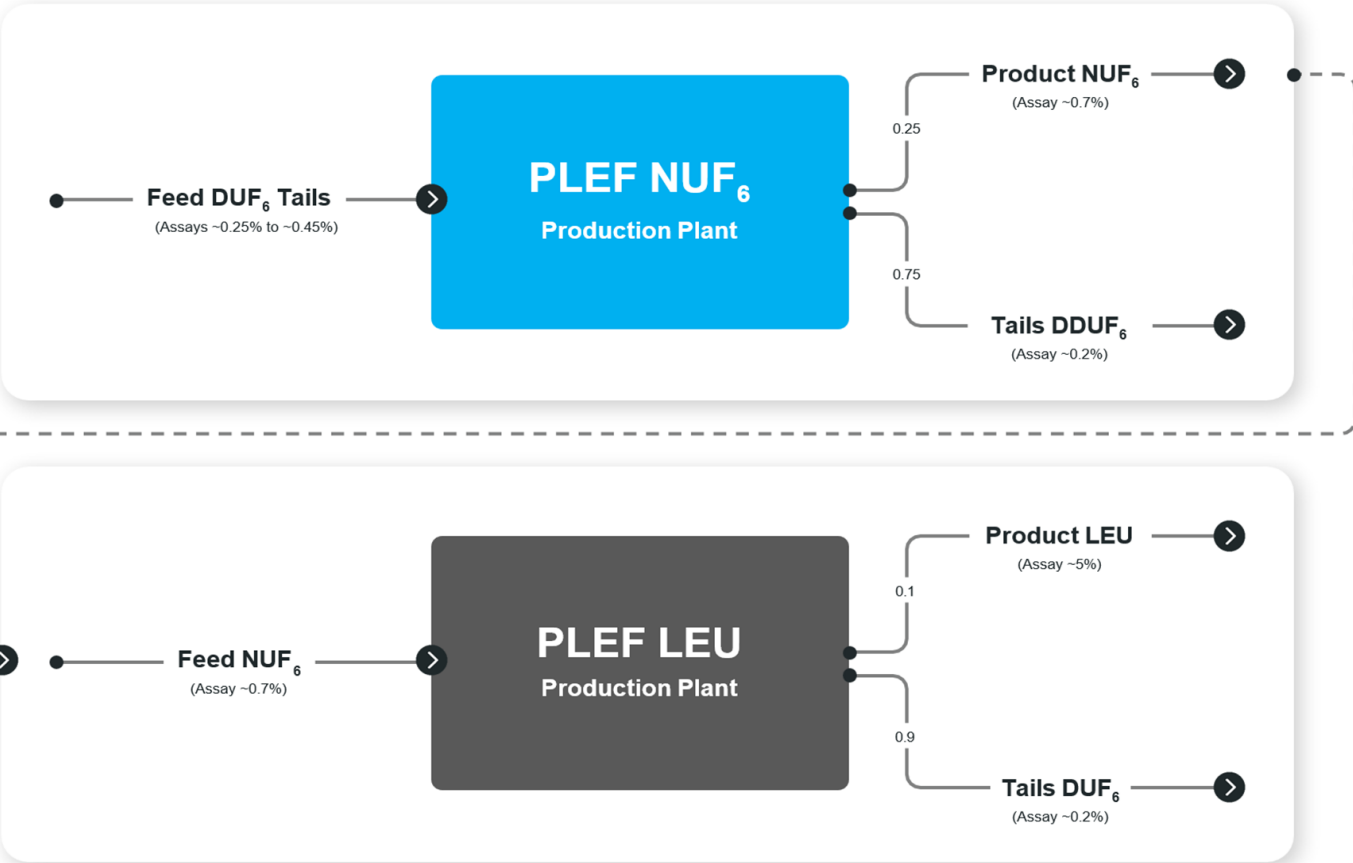 Product NUF6
(Assay ~0.7%)
0.25
PLEF NUF6
Production Plant
Feed DUF6 Tails
(Assays ~0.25% to ~0.45%)
0.75
Tails DDUF6
(Assay ~0.2%)
Product LEU
(Assay ~5%)
0.1
PLEF LEU
Production Plant
Feed NUF6
(Assay ~0.7%)
0.9
Tails DUF6
(Assay ~0.2%)